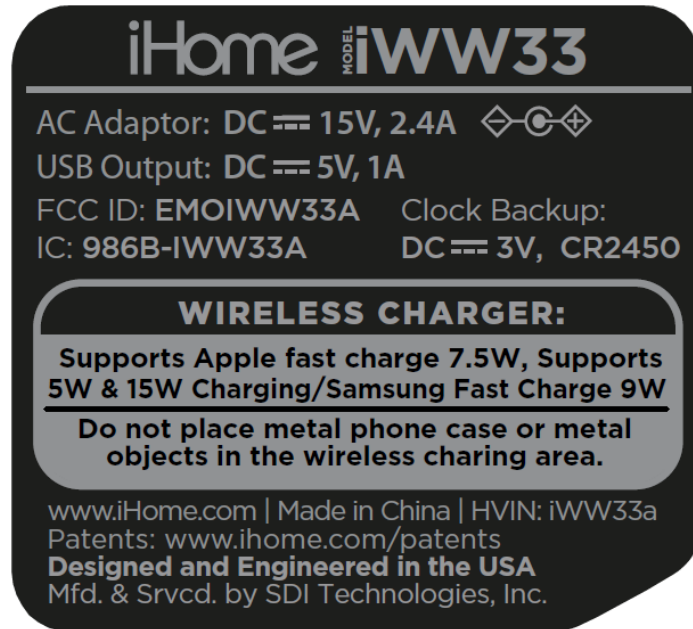 iHome MODEL iWW33
AC Adaptor: DC 15V, 2.4A
USB Output: DC 5V, 1A
FCC ID: EMOIWW33A Clock Backup:
IC: 986B-IWW33A DC 3V, CR2450
WIRELESS CHARGER:
Supports Apple fast charge 7.5W, Supports
5W & 15W Charging/Samsung Fast Charge 9W
Do not place metal phone case or metal
objects in the wireless charing area.
www.iHome.com | Made in China | HVIN: iWW33a
Patents: www.ihome.com/patents
Designed and Engineered in the USA
Mfd. & Srvcd. by SDI Technologies, Inc.